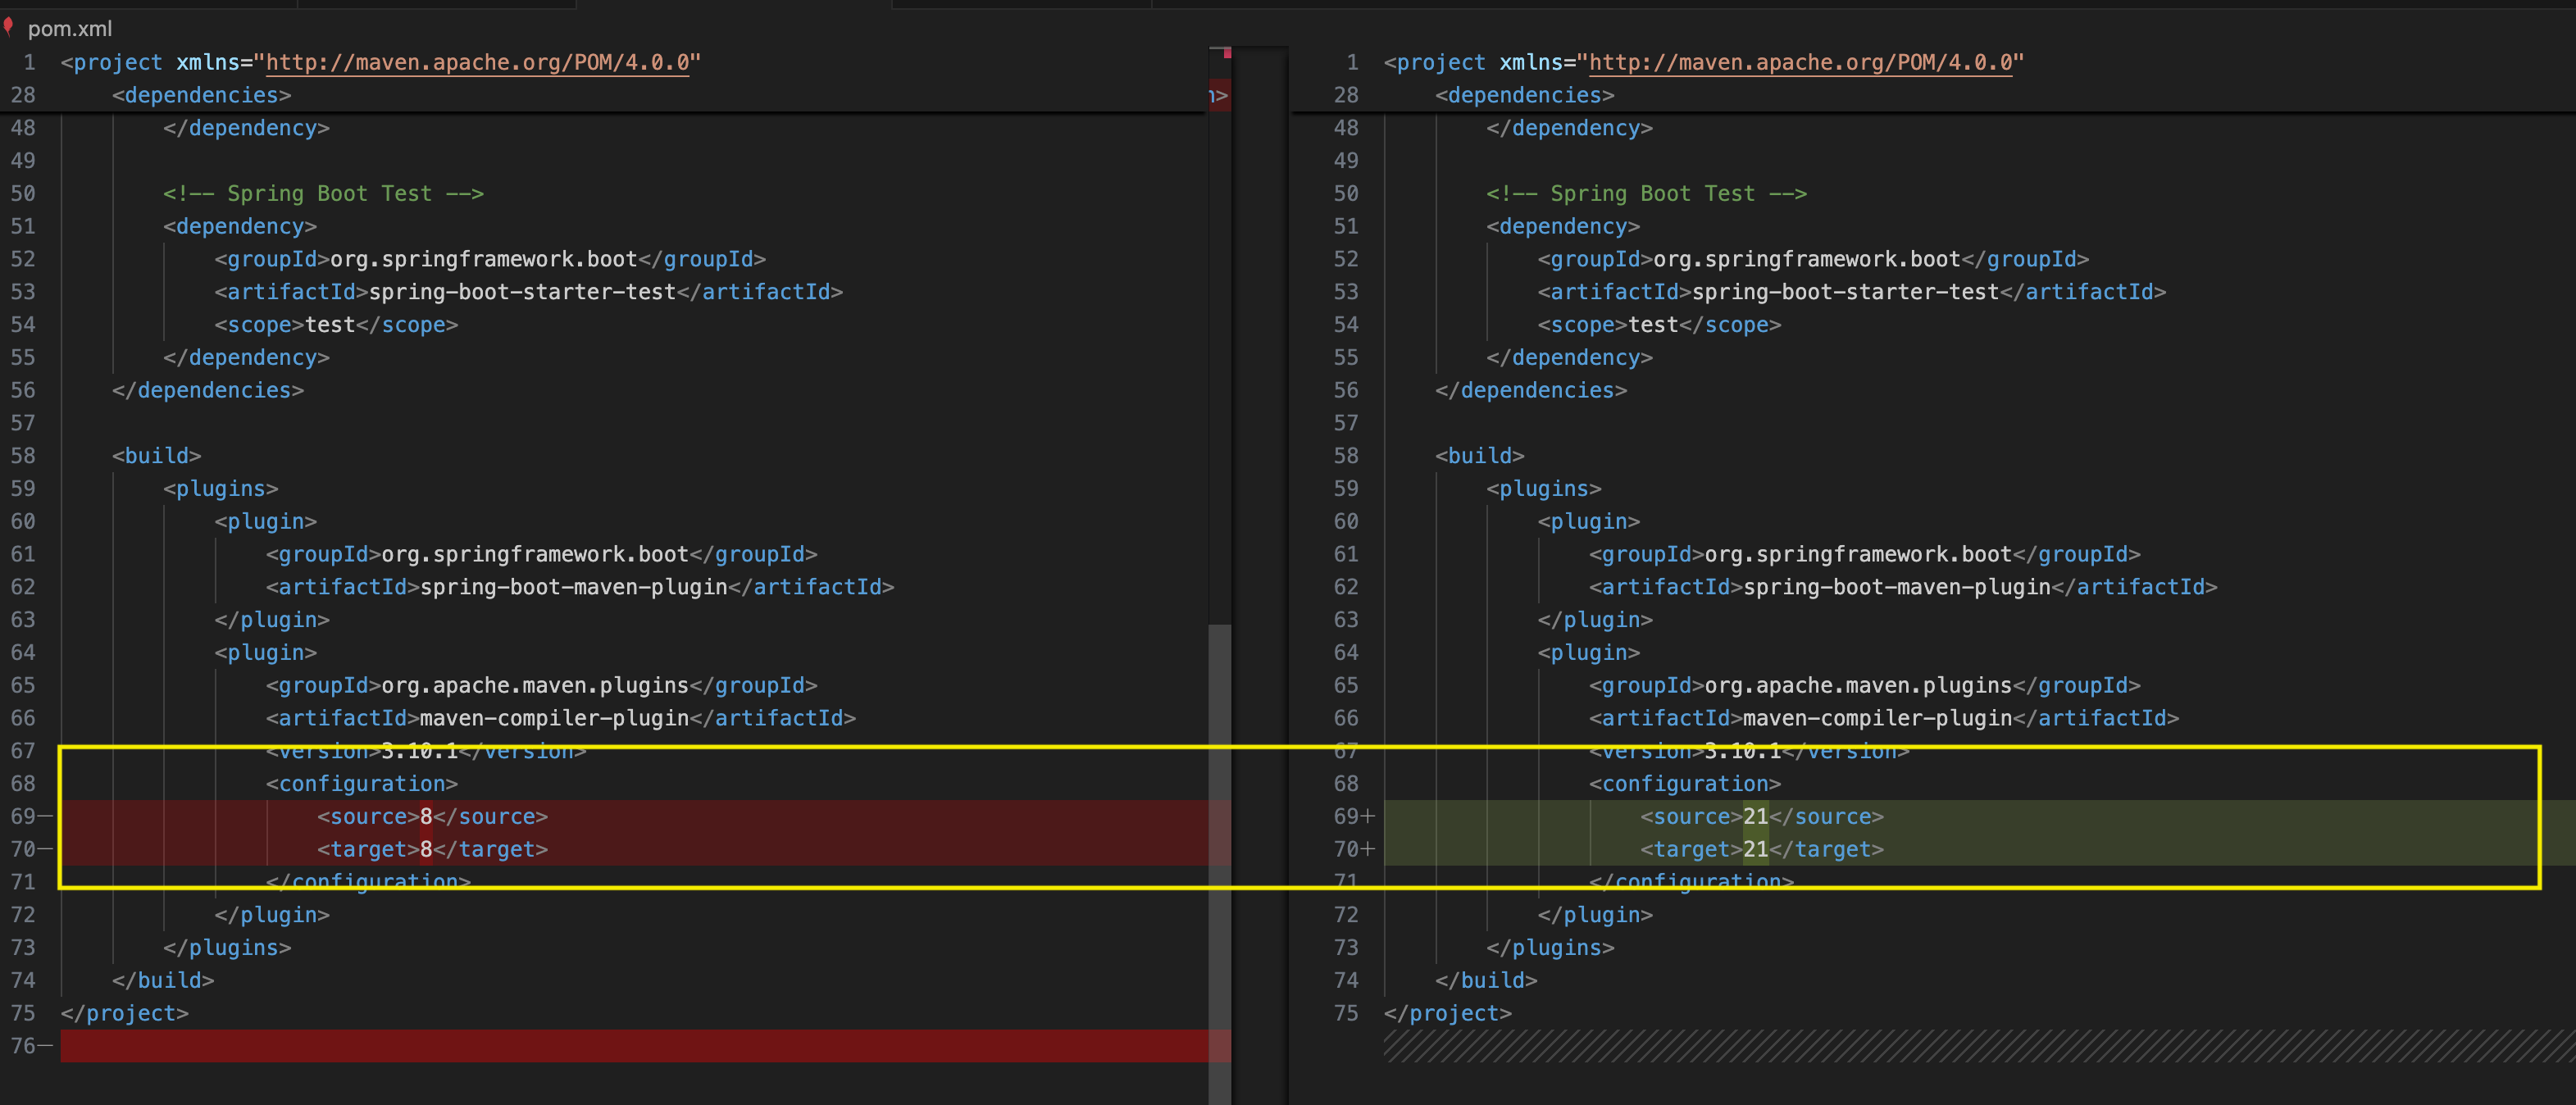 pom.xml
1 <project xmlns="http://maven.apache.org/POM/4.0.0"
28 <dependencies>
48 </dependency>
49
50 <!-- Spring Boot Test -->
51 <dependency>
52 <groupId>org.springframework.boot</groupId>
53 <artifactId>spring-boot-starter-test</artifactId>
54 <scope>test</scope>
55 </dependency>
56 </dependencies>
57
58 <build>
59 <plugins>
60 <plugin>
61 <groupId>org.springframework.boot</groupId>
62 <artifactId>spring-boot-maven-plugin</artifactId>
63 </plugin>
64 <plugin>
65 <groupId>org.apache.maven.plugins</groupId>
66 <artifactId>maven-compiler-plugin</artifactId>
67 <version>3.10.1</version>
68 <configuration>
69— <source>8</source>
70— <target>8</target>
71 </configuration>
72 </plugin>
73 </plugins>
74 </build>
75 </project>
76—
1 <project xmlns="http://maven.apache.org/POM/4.0.0"
28 <dependencies>
48 </dependency>
49
50 <!-- Spring Boot Test -->
51 <dependency>
52 <groupId>org.springframework.boot</groupId>
53 <artifactId>spring-boot-starter-test</artifactId>
54 <scope>test</scope>
55 </dependency>
56 </dependencies>
57
58 <build>
59 <plugins>
60 <plugin>
61 <groupId>org.springframework.boot</groupId>
62 <artifactId>spring-boot-maven-plugin</artifactId>
63 </plugin>
64 <plugin>
65 <groupId>org.apache.maven.plugins</groupId>
66 <artifactId>maven-compiler-plugin</artifactId>
67 <version>3.10.1</version>
68 <configuration>
69+ <source>21</source>
70+ <target>21</target>
71 </configuration>
72 </plugin>
73 </plugins>
74 </build>
75 </project>